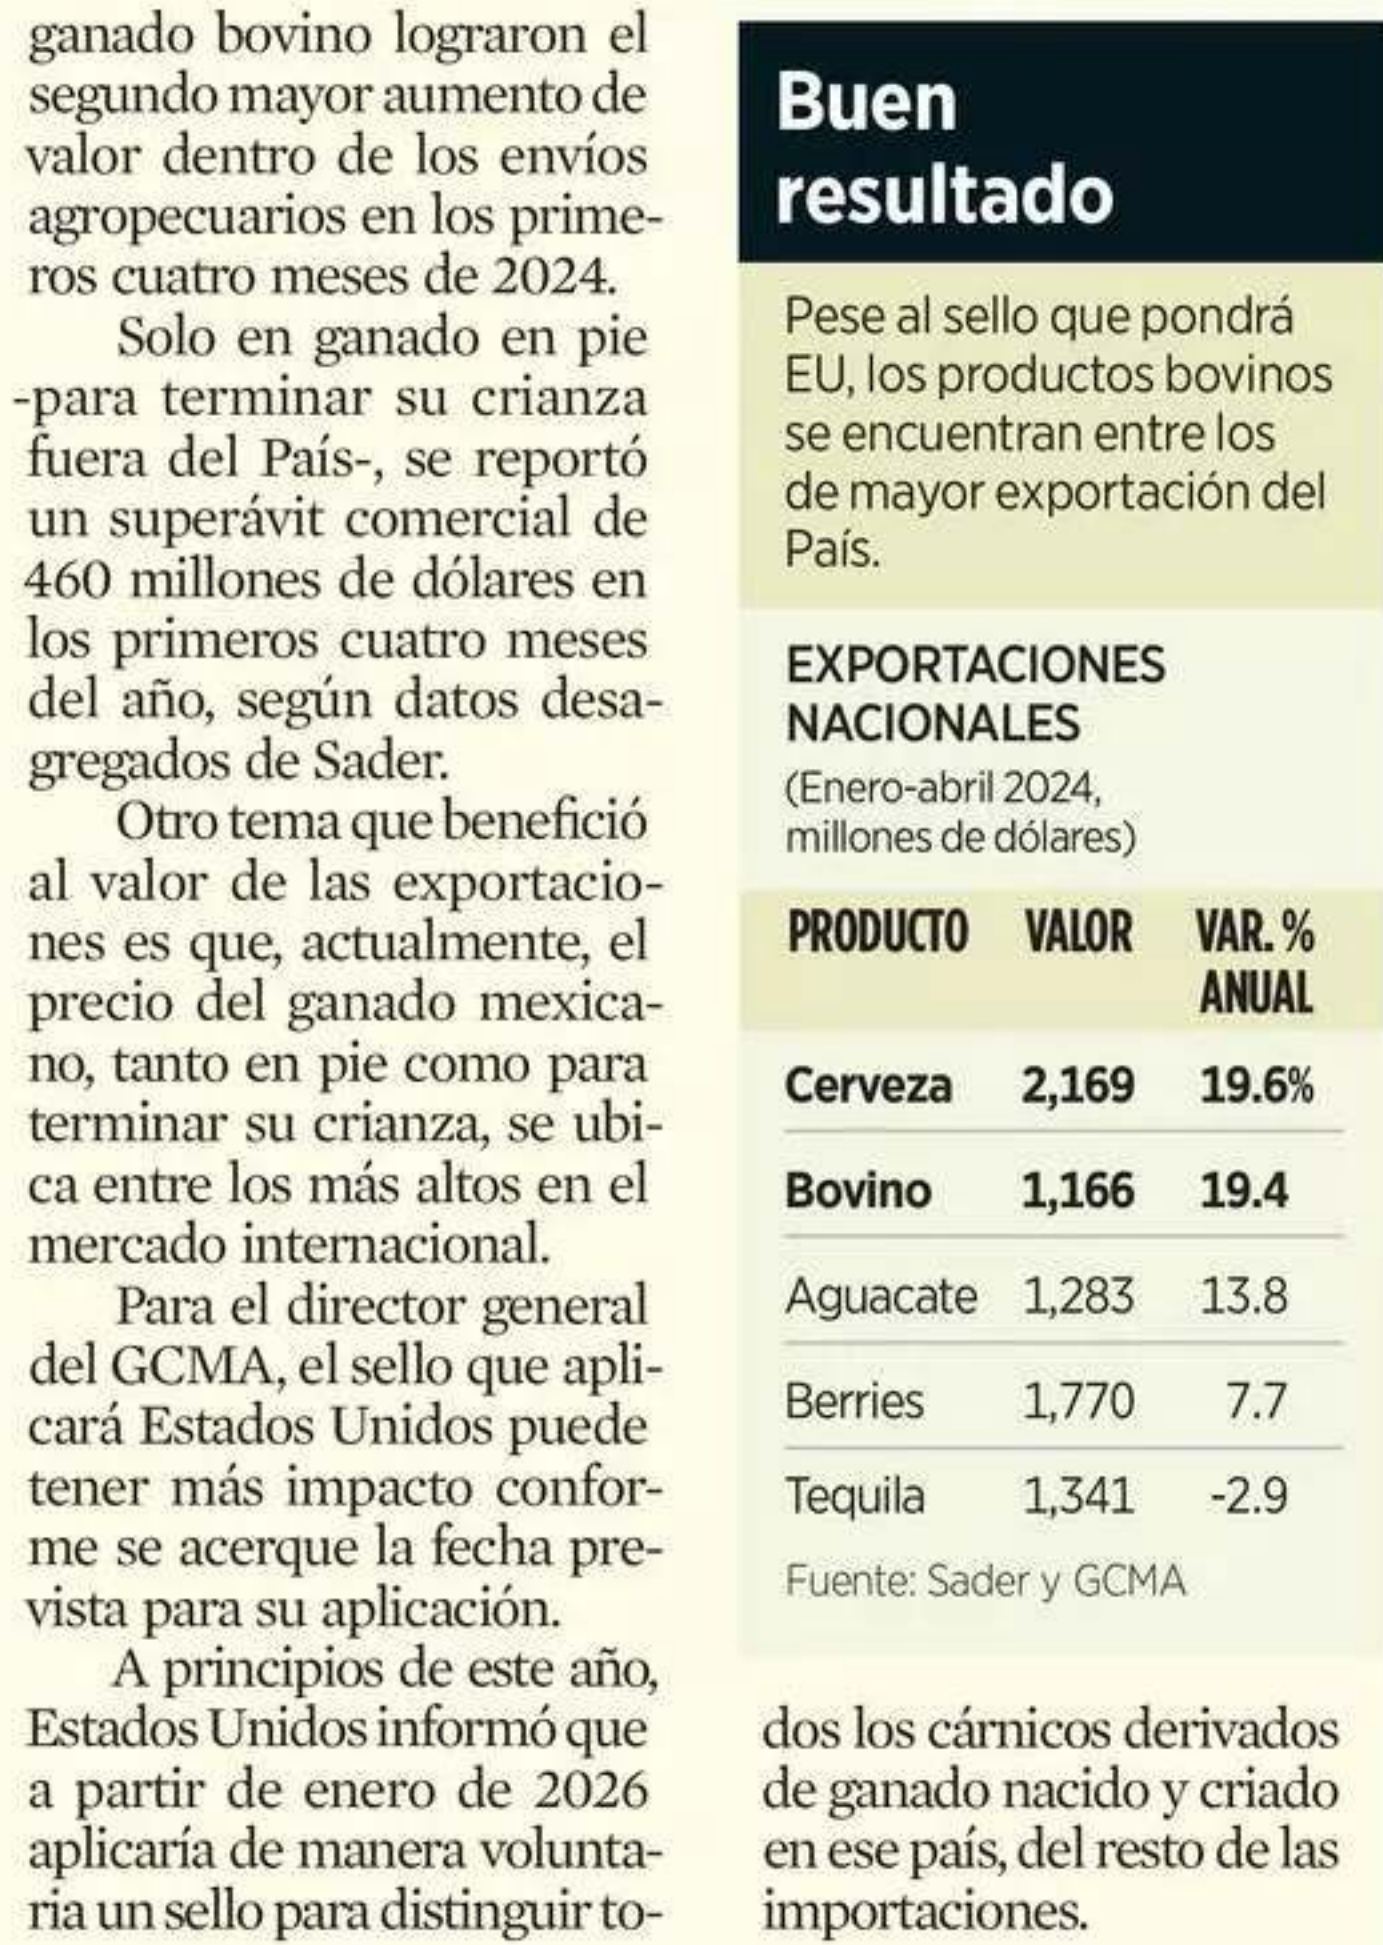 ganado bovino lograron el
segundo mayor aumento de
valor dentro de los envíos
agropecuarios en los prime-
ros cuatro meses de 2024.
Solo en ganado en pie
-para terminar su crianza
fuera del País-, se reportó
un superávit comercial de
460 millones de dólares en
los primeros cuatro meses
del año, según datos desa-
gregados de Sader.
Otro tema que benefició
al valor de las exportacio-
nes es que, actualmente, el
precio del ganado mexica-
no, tanto en pie como para
terminar su crianza, se ubi-
ca entre los más altos en el
mercado internacional.
Para el director general
del GCMA, el sello que apli-
cará Estados Unidos puede
tener más impacto confor-
me se acerque la fecha pre-
vista para su aplicación.
A principios de este año,
Estados Unidos informó que
a partir de enero de 2026
aplicaría de manera volunta-
ria un sello para distinguir to-
dos los cárnicos derivados
de ganado nacido y criado
en ese país, del resto de las
importaciones.
Buen
resultado
Pese al sello que pondrá
EU, los productos bovinos
se encuentran entre los
de mayor exportación del
País.
EXPORTACIONES
NACIONALES
(Enero-abril 2024,
millones de dólares)
PRODUCTO VALOR VAR. %
ANUAL
Cerveza 2,169 19.6%
Bovino 1,166 19.4
Aguacate 1,283 13.8
Berries 1,770 7.7
Tequila 1,341 -2.9
Fuente: Sader y GCMA